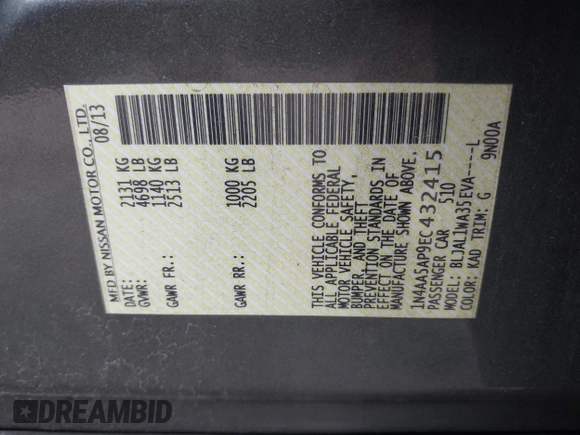 MFD BY NISSAN MOTOR CO., LTD.
DATE: 08/13
GVWR: 2131 KG
4698 LB
GAWR FR: 1140 KG
2513 LB
GAWR RR: 1000 KG
2205 LB
THIS VEHICLE CONFORMS TO
ALL APPLICABLE FEDERAL
MOTOR VEHICLE SAFETY,
BUMPER, AND THEFT
PREVENTION STANDARDS IN
EFFECT ON THE DATE OF
MANUFACTURE SHOWN ABOVE.
1N4AA5AP9EC432415
PASSENGER CAR 510
MODEL: BLJAL1WA35EVA----L
COLOR: KAD TRIM: G 9N00A
DREAMBID